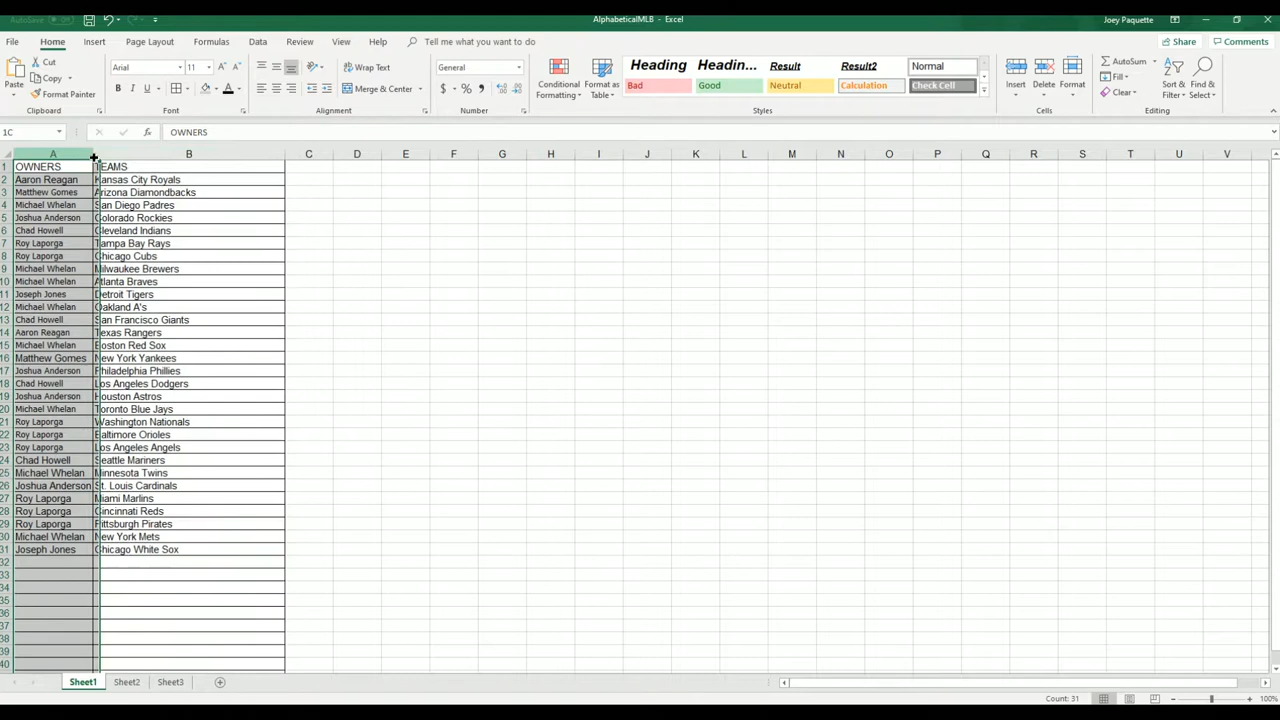 AutoSave Off AlphabeticalMLB - Excel Joey Paquette
File Home Insert Page Layout Formulas Data Review View Help Tell me what you want to do Share Comments
Cut
Copy
Format Painter
Paste
Clipboard
Arial 11
Font
Wrap Text
Merge & Center
Alignment
General
Number
Conditional Formatting
Format as Table
Heading Headin... Result Result2 Normal
Bad Good Neutral Calculation Check Cell
Styles
Insert Delete Format
Cells
AutoSum
Fill
Clear
Sort & Filter
Find & Select
Editing
1C OWNERS
A B C D E F G H I J K L M N O P Q R S T U V
1 OWNERS TEAMS
2 Aaron Reagan Kansas City Royals
3 Matthew Gomes Arizona Diamondbacks
4 Michael Whelan San Diego Padres
5 Joshua Anderson Colorado Rockies
6 Chad Howell Cleveland Indians
7 Roy Laporga Tampa Bay Rays
8 Roy Laporga Chicago Cubs
9 Michael Whelan Milwaukee Brewers
10 Michael Whelan Atlanta Braves
11 Joseph Jones Detroit Tigers
12 Michael Whelan Oakland A's
13 Chad Howell San Francisco Giants
14 Aaron Reagan Texas Rangers
15 Michael Whelan Boston Red Sox
16 Matthew Gomes New York Yankees
17 Joshua Anderson Philadelphia Phillies
18 Chad Howell Los Angeles Dodgers
19 Joshua Anderson Houston Astros
20 Michael Whelan Toronto Blue Jays
21 Roy Laporga Washington Nationals
22 Roy Laporga Baltimore Orioles
23 Roy Laporga Los Angeles Angels
24 Chad Howell Seattle Mariners
25 Michael Whelan Minnesota Twins
26 Joshua Anderson St. Louis Cardinals
27 Roy Laporga Miami Marlins
28 Roy Laporga Cincinnati Reds
29 Roy Laporga Pittsburgh Pirates
30 Michael Whelan New York Mets
31 Joseph Jones Chicago White Sox
32
33
34
35
36
37
38
39
40
Sheet1 Sheet2 Sheet3
Count: 31 100%